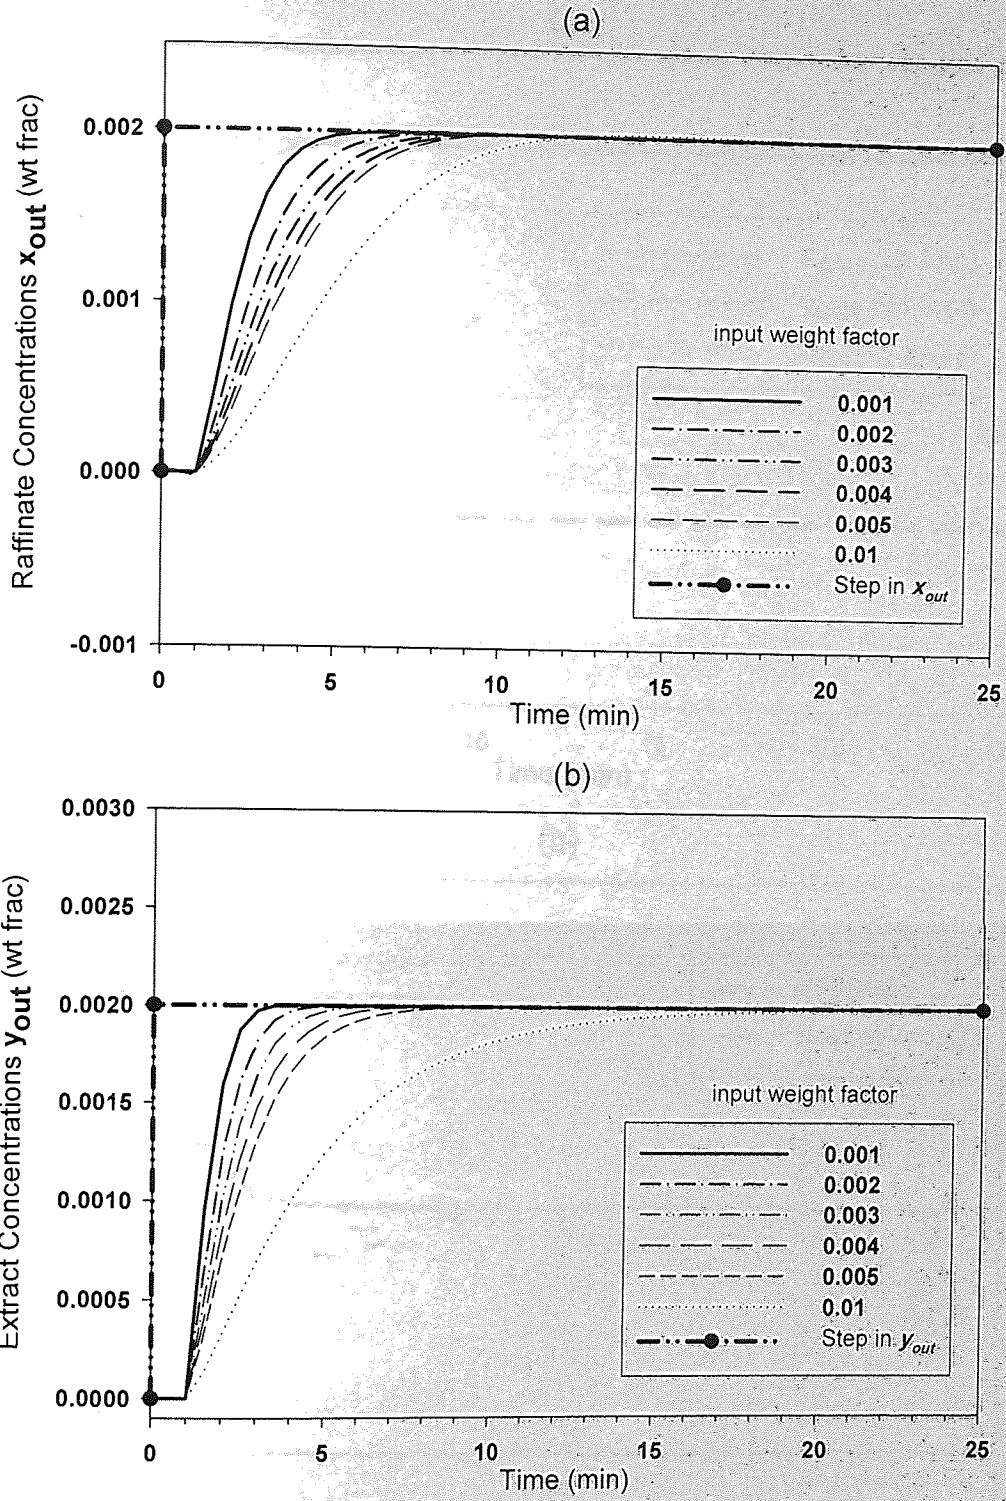 (a)
Raffinate Concentrations xout (wt frac)
0.002
0.001
0.000
-0.001
input weight factor
0.001
0.002
0.003
0.004
0.005
0.01
Step in xout
0 5 10 15 20 25
Time (min)
(b)
Extract Concentrations yout (wt frac)
0.0030
0.0025
0.0020
0.0015
0.0010
0.0005
0.0000
input weight factor
0.001
0.002
0.003
0.004
0.005
0.01
Step in yout
0 5 10 15 20 25
Time (min)